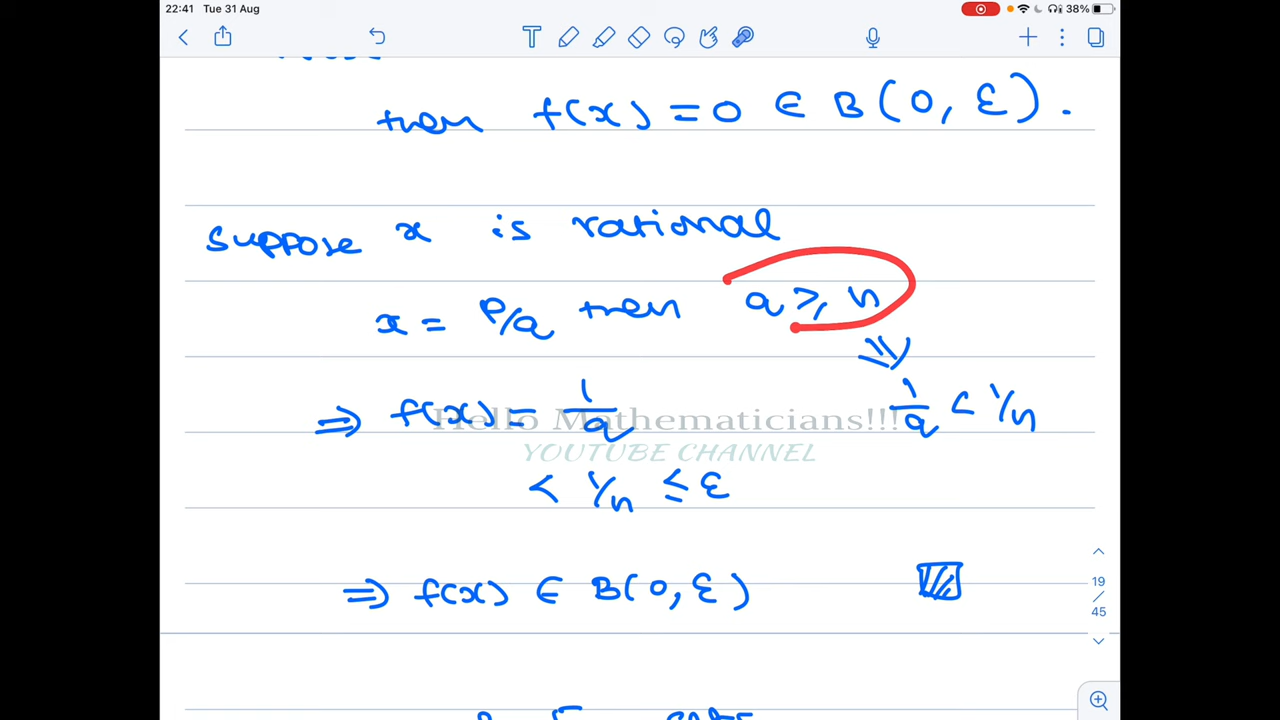 22:41 Tue 31 Aug 38%
then f(x) = 0 ∈ B(0, ε).
suppose x is rational
x = p/q then q ≥ n
⇓
⇒ f(x) = 1/q 1/q < 1/n
Hello Mathematicians!!!
YOUTUBE CHANNEL
< 1/n ≤ ε
19
/
45
⇒ f(x) ∈ B(0, ε)